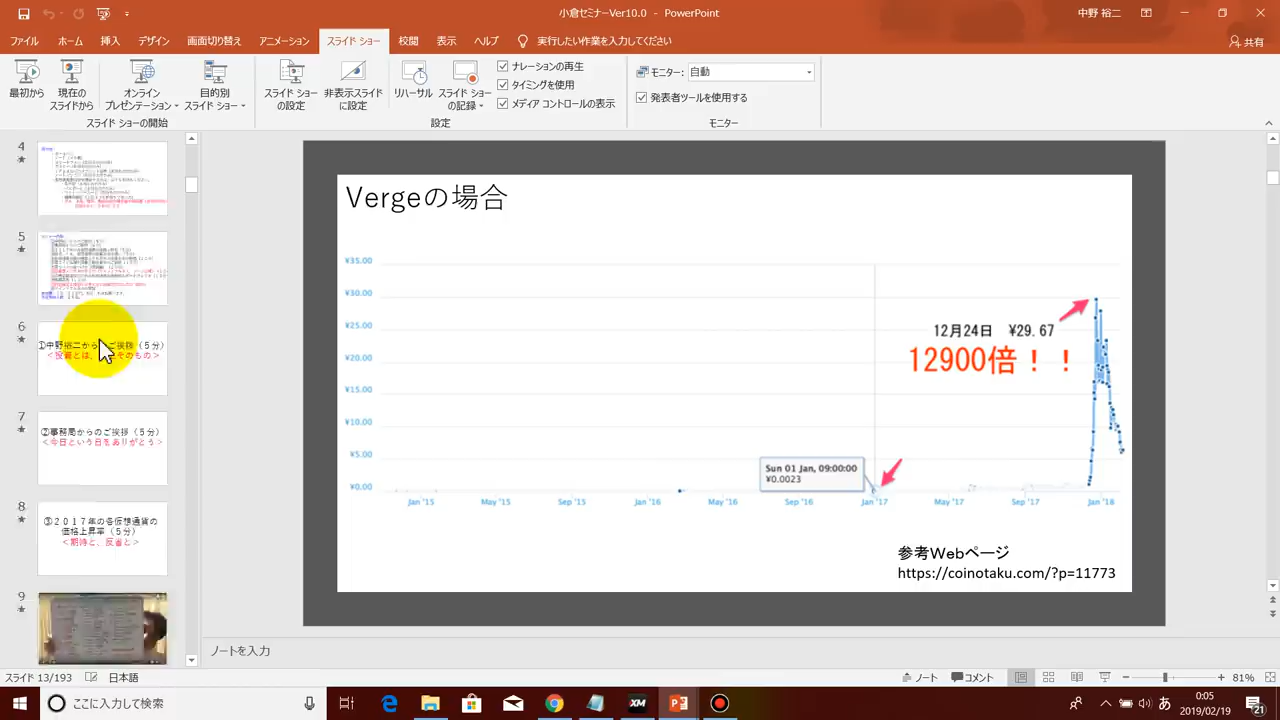 小倉セミナーVer10.0 - PowerPoint
中野 裕二
ファイル
ホーム
挿入
デザイン
画面切り替え
アニメーション
スライド ショー
校閲
表示
ヘルプ
実行したい作業を入力してください
共有
最初から
現在の
スライドから
オンライン
プレゼンテーション
目的別
スライド ショー
スライド ショーの開始
スライド ショー
の設定
非表示スライド
に設定
リハーサル
スライド ショー
の記録
ナレーションの再生
タイミングを使用
メディア コントロールの表示
設定
モニター: 自動
発表者ツールを使用する
モニター
4
5
6
7
②事務局からのご挨拶（５分）
＜今日という日をありがとう＞
8
③２０１７年の各仮想通貨の
価格上昇率（５分）
＜期待と、反省と＞
9
Vergeの場合
¥35.00
¥30.00
¥25.00
¥20.00
¥15.00
¥10.00
¥5.00
¥0.00
12月24日 ¥29.67
12900倍！！
Sun 01 Jan, 09:00:00
¥0.0023
Jan '15
May '15
Sep '15
Jan '16
May '16
Sep '16
Jan '17
May '17
Sep '17
Jan '18
参考Webページ
https://coinotaku.com/?p=11773
ノートを入力
スライド 13/193
日本語
ノート
コメント
81%
ここに入力して検索
XM
あ
0:05
2019/02/19
21